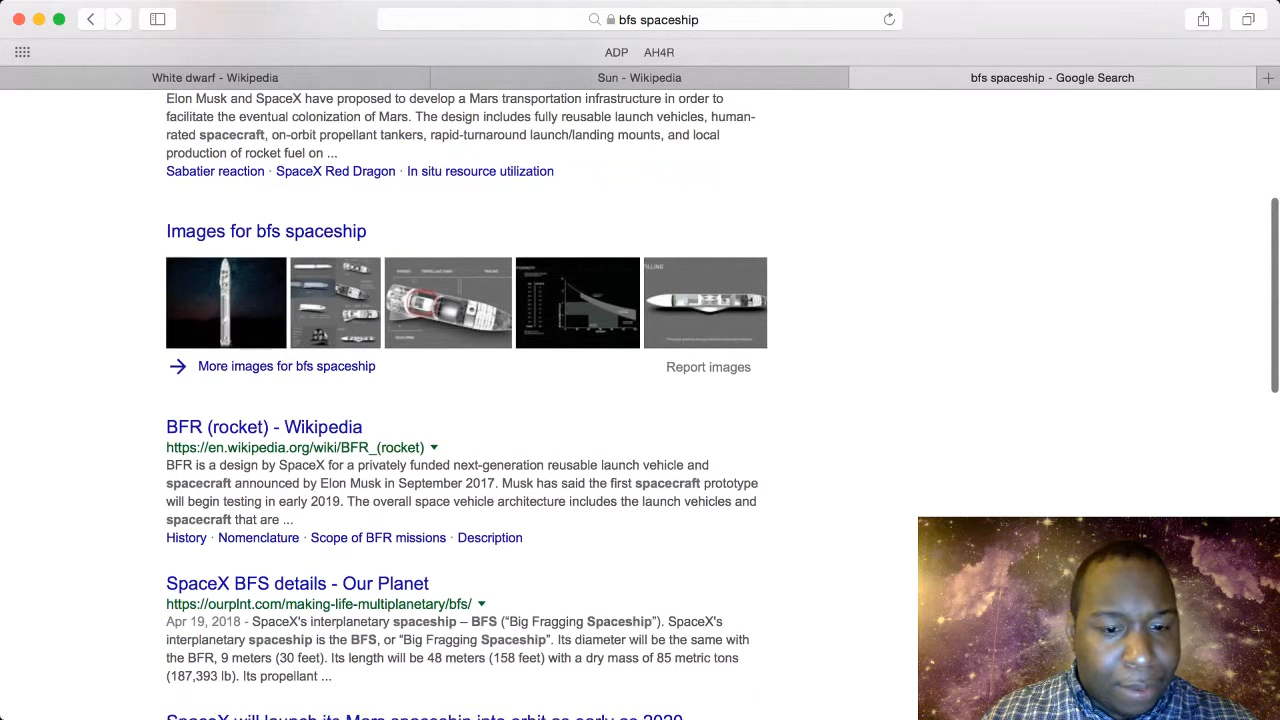 bfs spaceship
ADP AH4R
White dwarf - Wikipedia Sun - Wikipedia bfs spaceship - Google Search
Elon Musk and SpaceX have proposed to develop a Mars transportation infrastructure in order to
facilitate the eventual colonization of Mars. The design includes fully reusable launch vehicles, human-
rated spacecraft, on-orbit propellant tankers, rapid-turnaround launch/landing mounts, and local
production of rocket fuel on ...
Sabatier reaction · SpaceX Red Dragon · In situ resource utilization
Images for bfs spaceship
More images for bfs spaceship Report images
BFR (rocket) - Wikipedia
https://en.wikipedia.org/wiki/BFR_(rocket)
BFR is a design by SpaceX for a privately funded next-generation reusable launch vehicle and
spacecraft announced by Elon Musk in September 2017. Musk has said the first spacecraft prototype
will begin testing in early 2019. The overall space vehicle architecture includes the launch vehicles and
spacecraft that are ...
History · Nomenclature · Scope of BFR missions · Description
SpaceX BFS details - Our Planet
https://ourplnt.com/making-life-multiplanetary/bfs/
Apr 19, 2018 - SpaceX's interplanetary spaceship – BFS (“Big Fragging Spaceship”). SpaceX's
interplanetary spaceship is the BFS, or “Big Fragging Spaceship”. Its diameter will be the same with
the BFR, 9 meters (30 feet). Its length will be 48 meters (158 feet) with a dry mass of 85 metric tons
(187,393 lb). Its propellant ...
SpaceX will launch its Mars spaceship into orbit as early as 2020